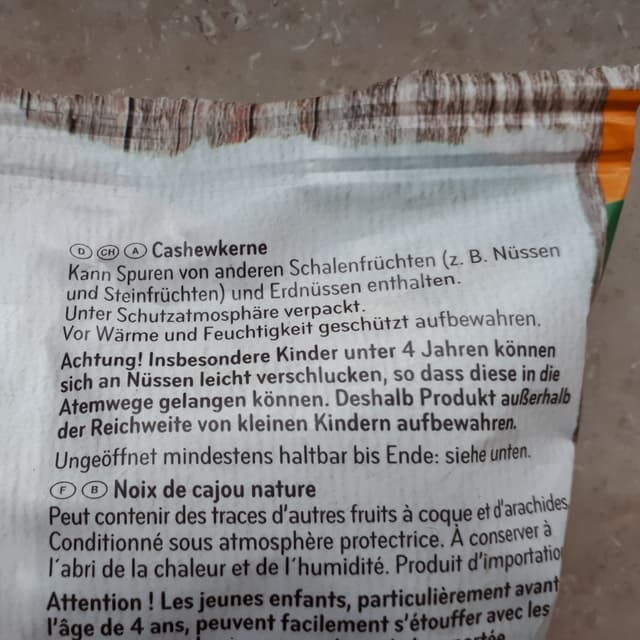 D CH A Cashewkerne
Kann Spuren von anderen Schalenfrüchten (z. B. Nüssen
und Steinfrüchten) und Erdnüssen enthalten.
Unter Schutzatmosphäre verpackt.
Vor Wärme und Feuchtigkeit geschützt aufbewahren.
Achtung! Insbesondere Kinder unter 4 Jahren können
sich an Nüssen leicht verschlucken, so dass diese in die
Atemwege gelangen können. Deshalb Produkt außerhalb
der Reichweite von kleinen Kindern aufbewahren.
Ungeöffnet mindestens haltbar bis Ende: siehe unten.
F B Noix de cajou nature
Peut contenir des traces d'autres fruits à coque et d'arachides.
Conditionné sous atmosphère protectrice. À conserver à
l'abri de la chaleur et de l'humidité. Produit d'importatio
Attention ! Les jeunes enfants, particulièrement avant
l'âge de 4 ans, peuvent facilement s'étouffer avec les